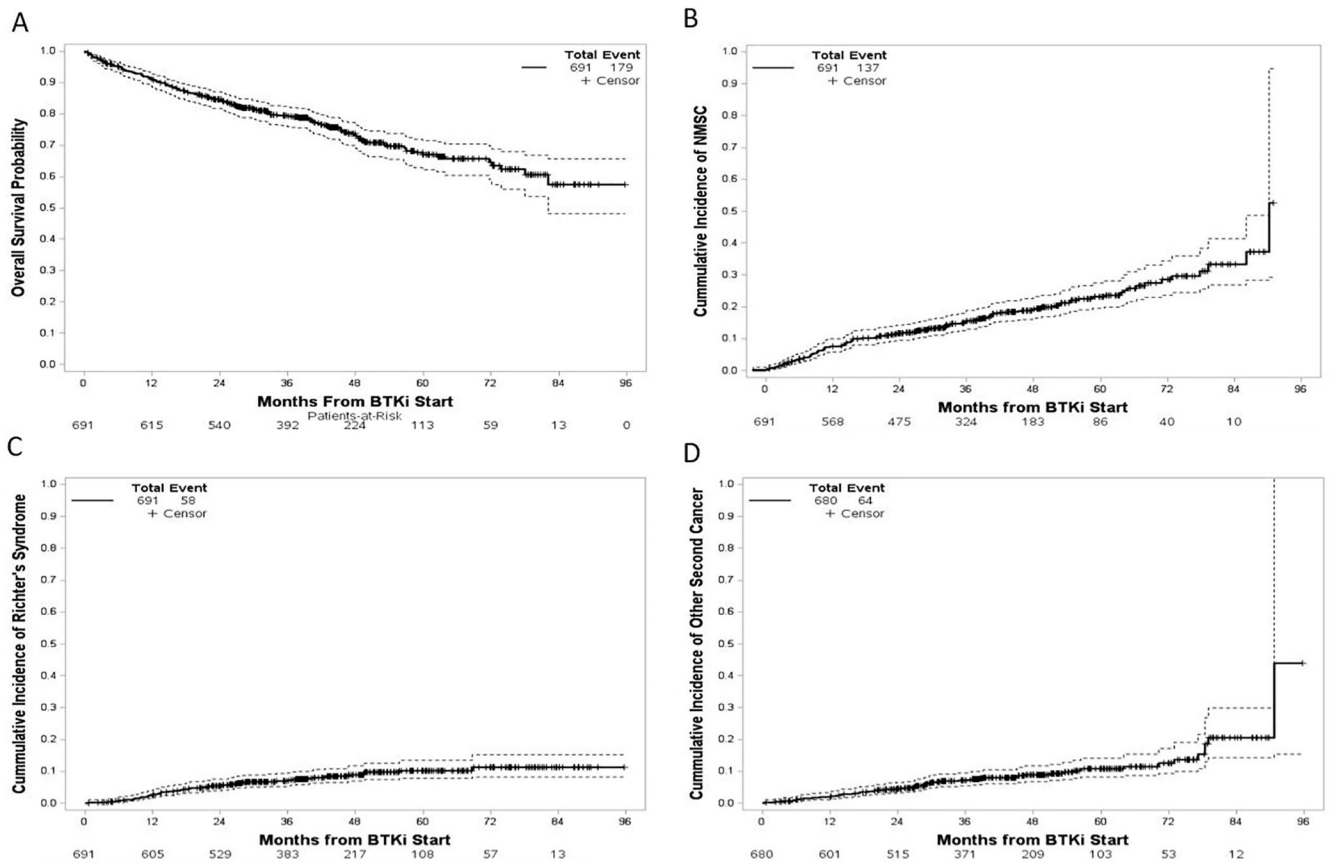 A
Overall Survival Probability
1.0
0.9
0.8
0.7
0.6
0.5
0.4
0.3
0.2
0.1
0.0
Total Event
691 179
+ Censor
0 12 24 36 48 60 72 84 96
Months From BTKi Start
Patients-at-Risk
691 615 540 392 224 113 59 13 0
B
Cummulative Incidence of NMSC
1.0
0.9
0.8
0.7
0.6
0.5
0.4
0.3
0.2
0.1
0.0
Total Event
691 137
+ Censor
0 12 24 36 48 60 72 84 96
Months from BTKi Start
691 568 475 324 183 86 40 10
C
Cummulative Incidence of Richter's Syndrome
1.0
0.9
0.8
0.7
0.6
0.5
0.4
0.3
0.2
0.1
0.0
Total Event
691 58
+ Censor
0 12 24 36 48 60 72 84 96
Months from BTKi Start
691 605 529 383 217 108 57 13
D
Cummulative Incidence of Other Second Cancer
1.0
0.9
0.8
0.7
0.6
0.5
0.4
0.3
0.2
0.1
0.0
Total Event
680 64
+ Censor
0 12 24 36 48 60 72 84 96
Months from BTKi Start
680 601 515 371 209 103 53 12